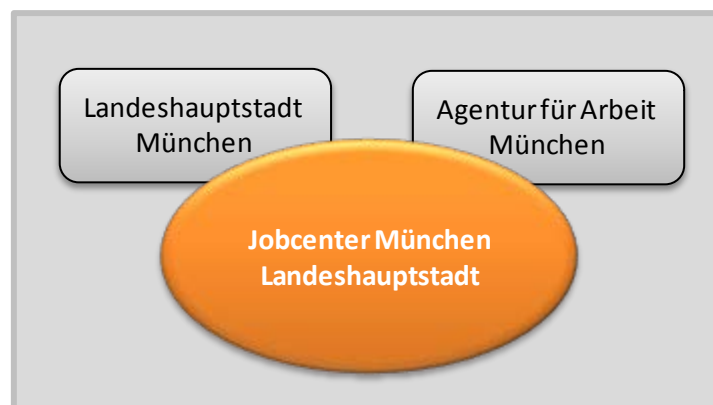 Landeshauptstadt
München
Agentur für Arbeit
München
Jobcenter München
Landeshauptstadt